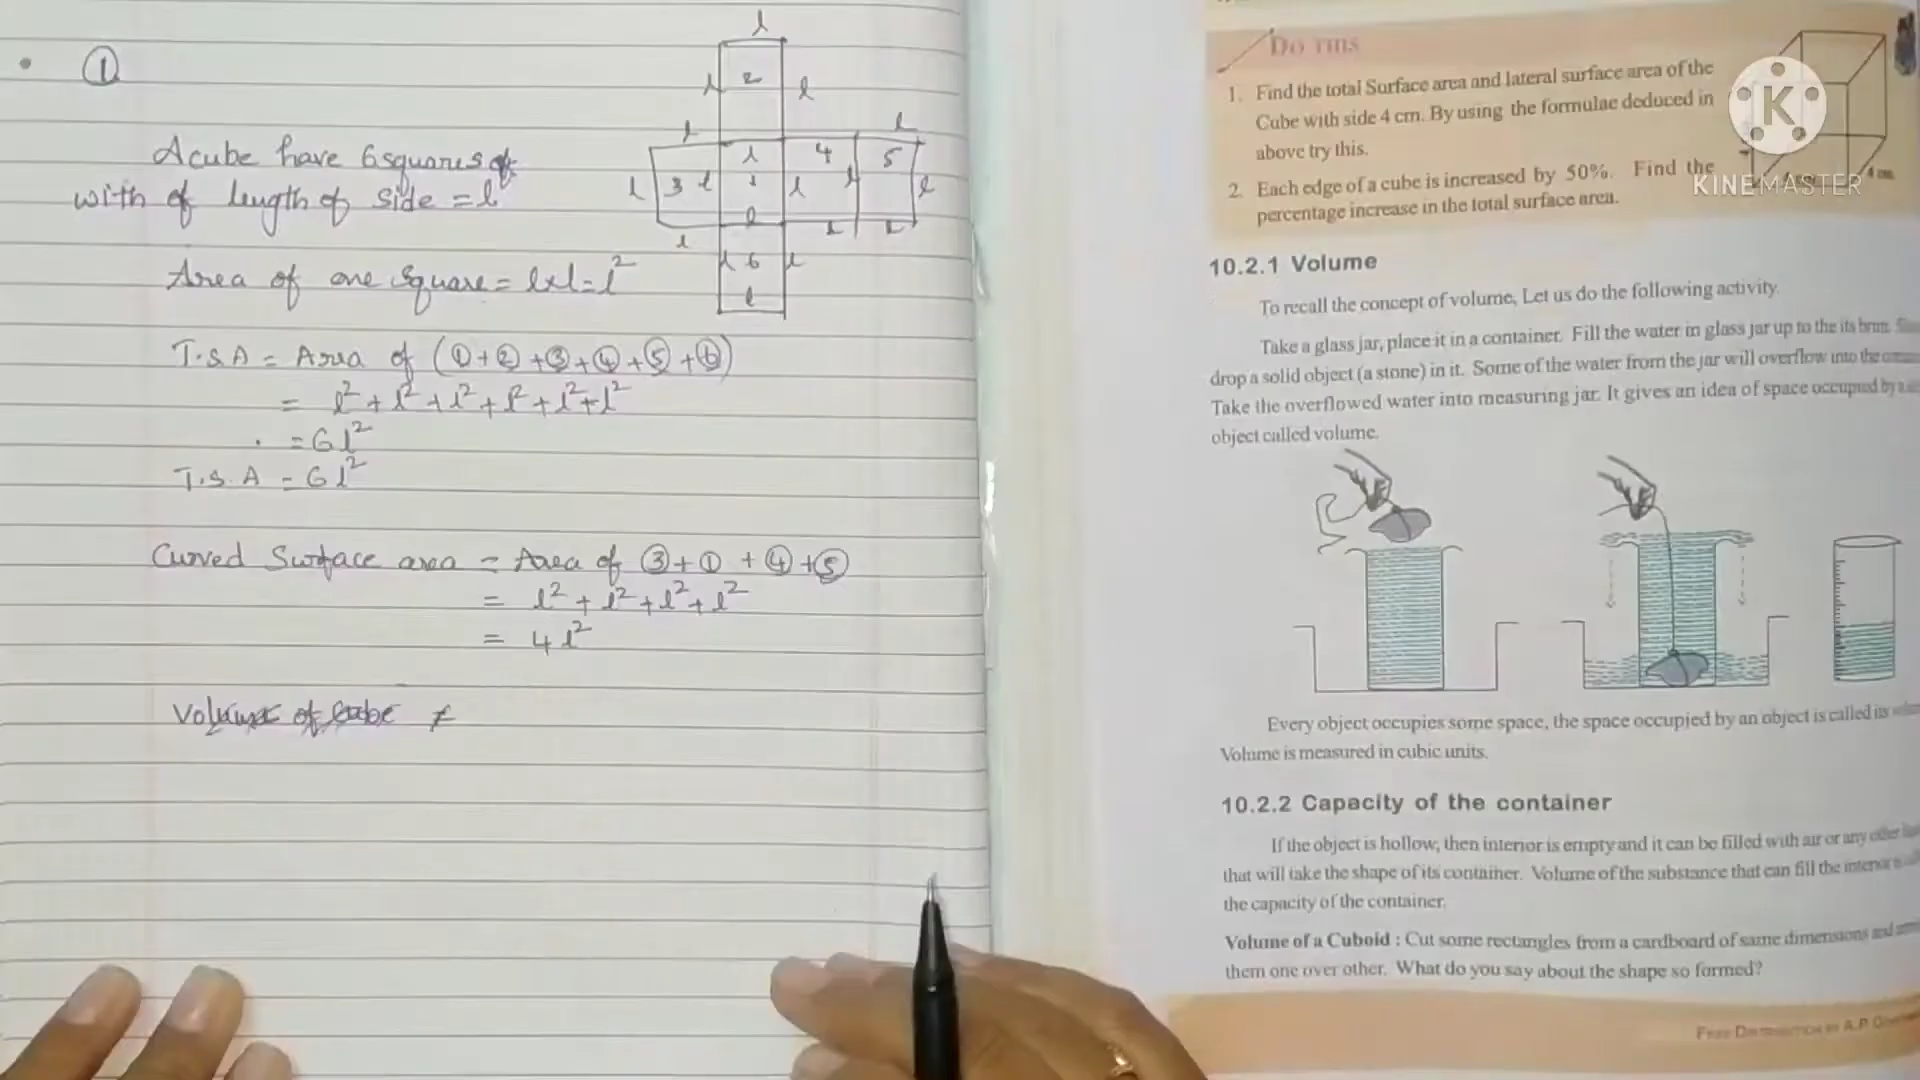 ①
A cube have 6 squares of
with of length of side = l
Area of one square = l×l = l²
T.S.A = Area of (①+②+③+④+⑤+⑥)
= l² + l² + l² + l² + l² + l²
= 6l²
T.S.A = 6l²
Curved Surface area = Area of ③+① +④+⑤
= l² + l² + l² + l²
= 4l²
Volume of cube =
l
l 2 l
l l
l 3 l l 1 l 4 l 5 l
l l l l
l 6 l
l
Do This
1. Find the total Surface area and lateral surface area of the
Cube with side 4 cm. By using the formulae deduced in
above try this.
2. Each edge of a cube is increased by 50%. Find the
percentage increase in the total surface area.
4 cm
K
KINEMASTER
10.2.1 Volume
To recall the concept of volume, Let us do the following activity.
Take a glass jar, place it in a container. Fill the water in glass jar up to the its brim.
drop a solid object (a stone) in it. Some of the water from the jar will overflow into the
Take the overflowed water into measuring jar. It gives an idea of space occupied by a
object called volume.
Every object occupies some space, the space occupied by an object is called its
Volume is measured in cubic units.
10.2.2 Capacity of the container
If the object is hollow, then interior is empty and it can be filled with air or any other
that will take the shape of its container. Volume of the substance that can fill the interior is
the capacity of the container.
Volume of a Cuboid : Cut some rectangles from a cardboard of same dimensions and
them one over other. What do you say about the shape so formed?
FREE DISTRIBUTION BY A.P.